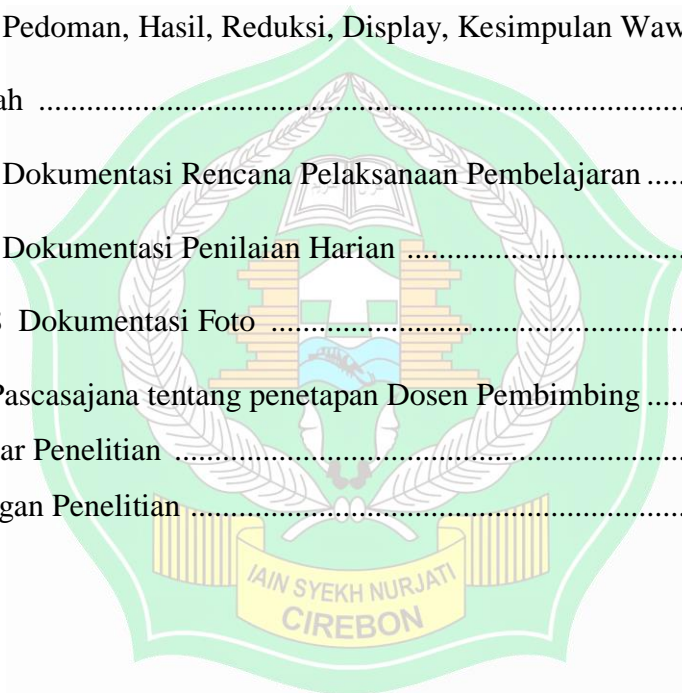 Pedoman, Hasil, Reduksi, Display, Kesimpulan Waw
ah ........................................................................................
Dokumentasi Rencana Pelaksanaan Pembelajaran .....
Dokumentasi Penilaian Harian .....................................
Dokumentasi Foto ......................................................
Pascasajana tentang penetapan Dosen Pembimbing .....
ar Penelitian ..................................................................
gan Penelitian ................................................................
IAIN SYEKH NURJATI
CIREBON